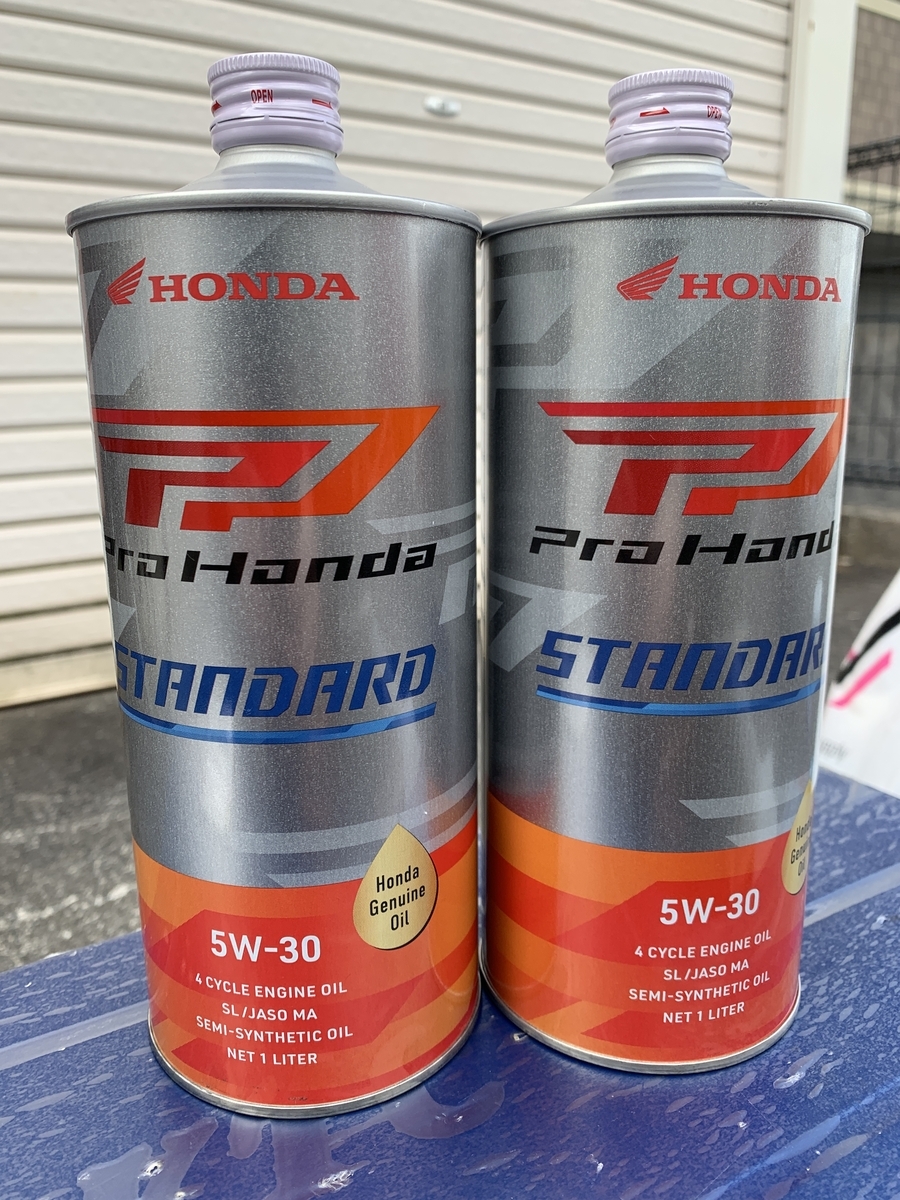 OPEN
HONDA
Pro Honda
STANDARD
Honda
Genuine
Oil
5W-30
4 CYCLE ENGINE OIL
SL/JASO MA
SEMI-SYNTHETIC OIL
NET 1 LITER
OPEN
HONDA
Pro Hond
STANDAR
Genuine
Oil
5W-30
4 CYCLE ENGINE OIL
SL/JASO MA
SEMI-SYNTHETIC OIL
NET 1 LITER